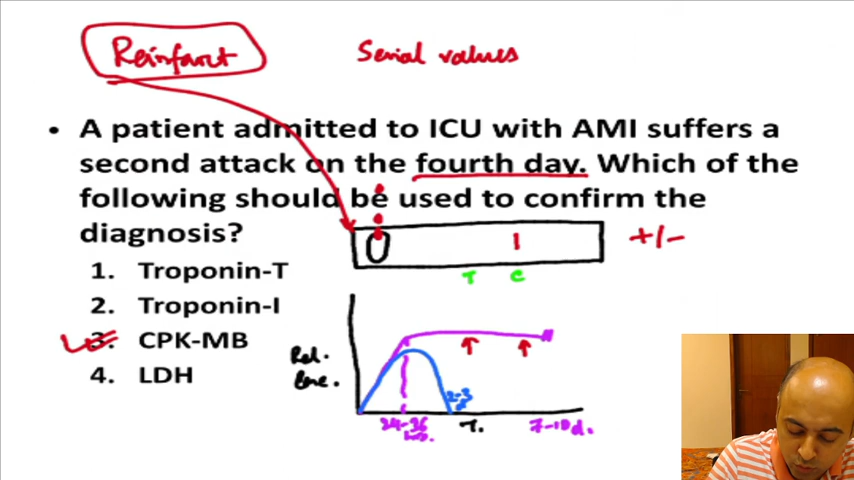 Reinfarct
Serial values
• A patient admitted to ICU with AMI suffers a
second attack on the fourth day. Which of the
following should be used to confirm the
diagnosis?
+/-
T C
1. Troponin-T
2. Troponin-I
3. CPK-MB
4. LDH
Rel.
2-3
24-36
hrs.
T.
7-10 d.